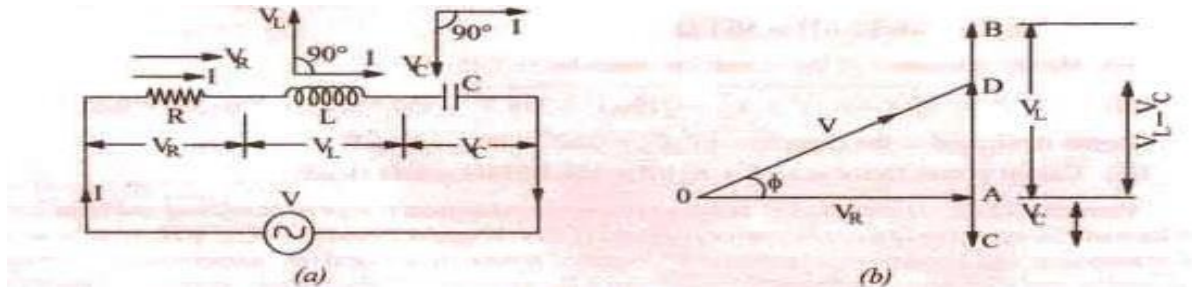 V_L 90° I
90° I
V_R
I
V_C C
R L
V_R V_L V_C
I
V
(a)
B
D
V V_L V_L–V_C
0 ϕ A
V_R V_C
C
(b)